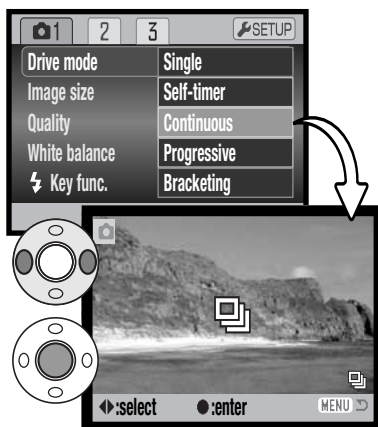 1 2 3 SETUP
Drive mode Single
Image size Self-timer
Quality Continuous
White balance Progressive
Key func. Bracketing
:select :enter MENU